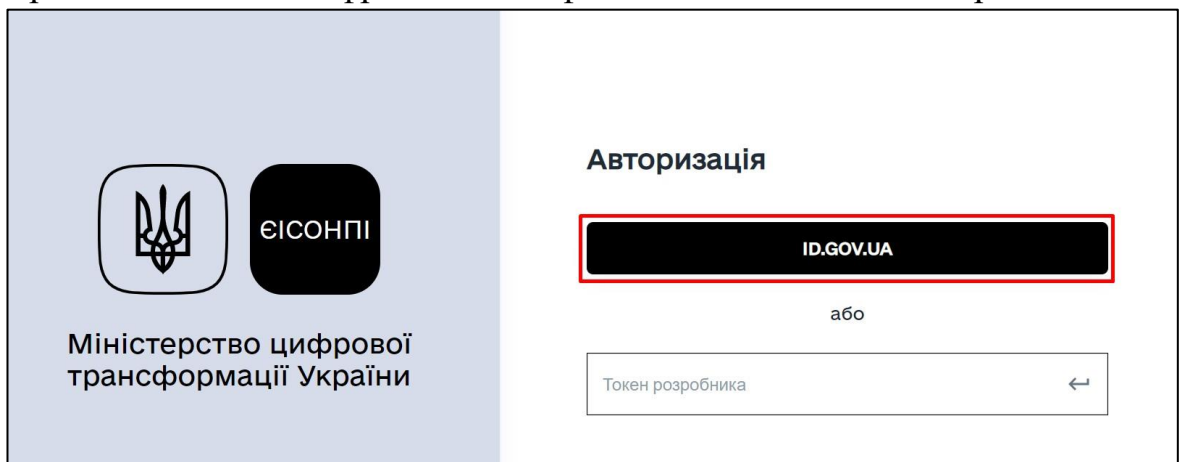 ЄІСОНПІ
Міністерство цифрової
трансформації України
Авторизація
ID.GOV.UA
або
Токен розробника